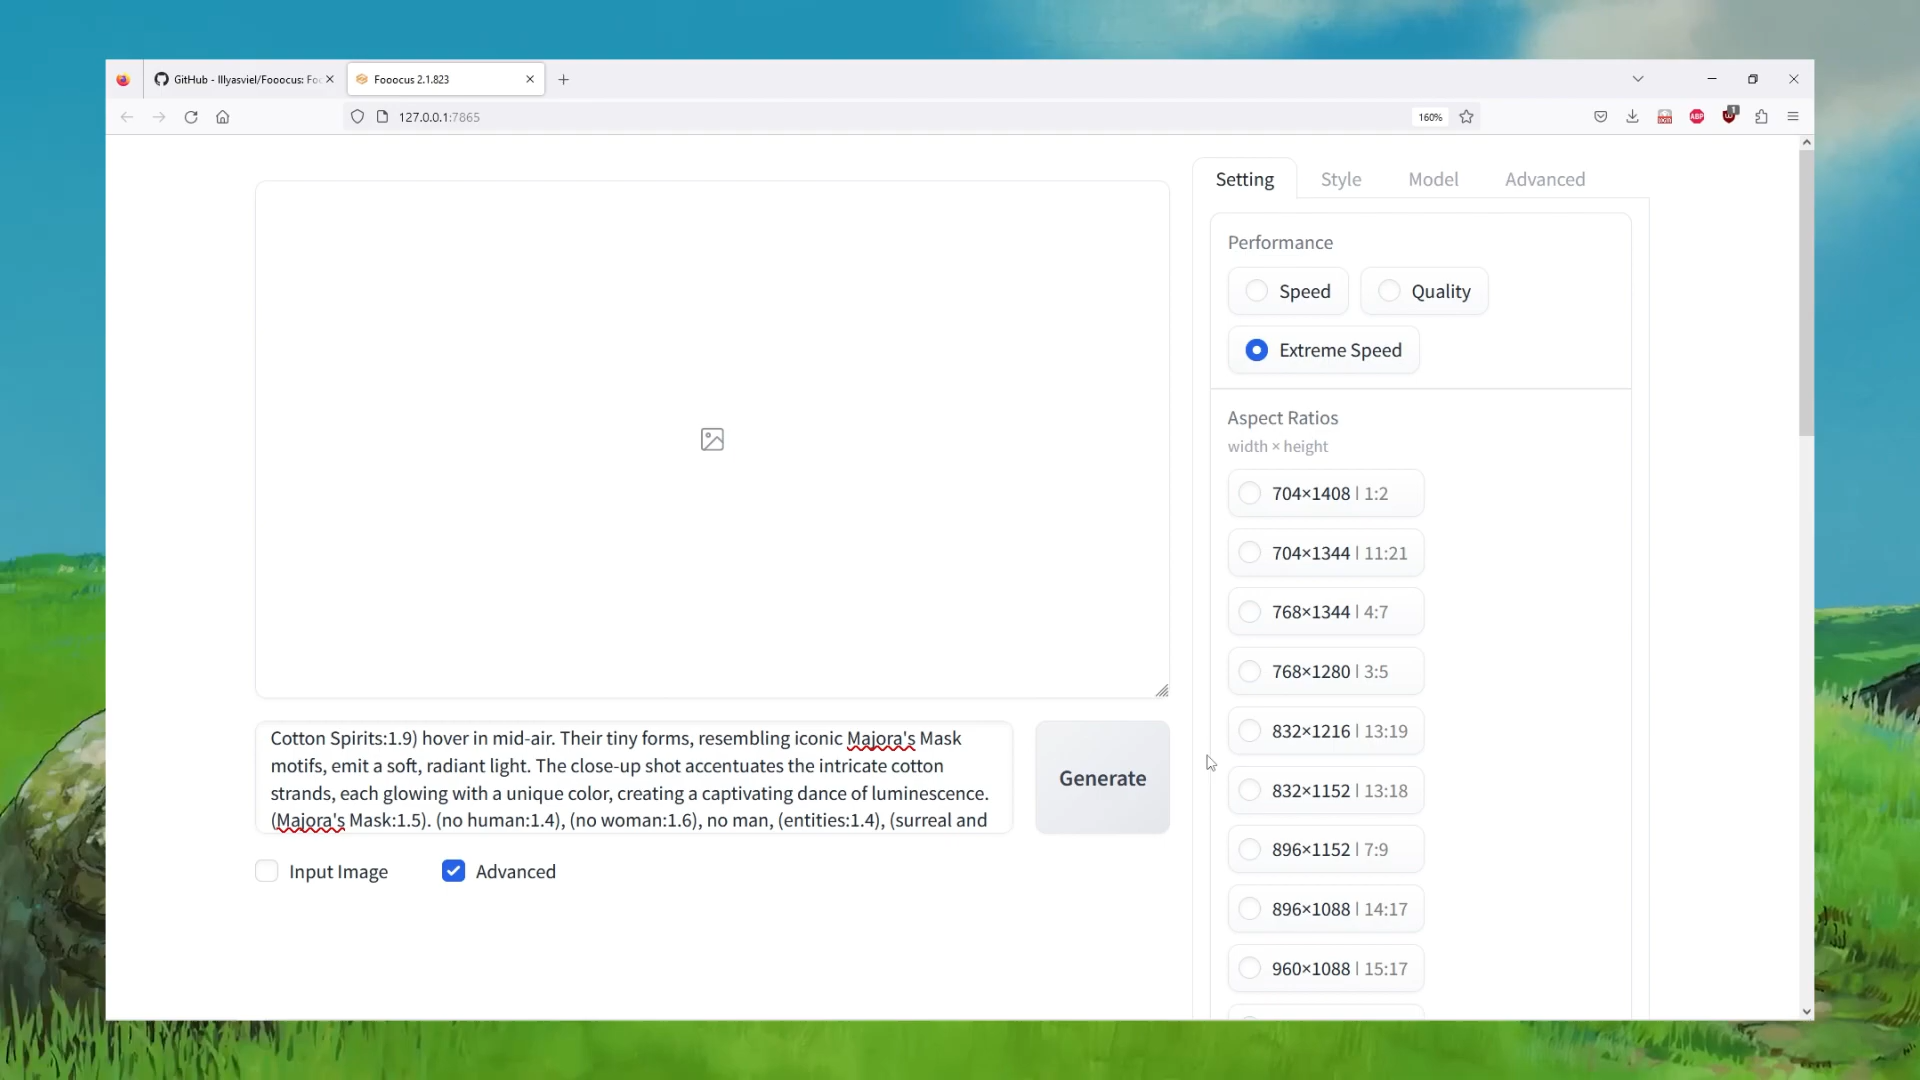 GitHub - lllyasviel/Fooocus: Fo
Fooocus 2.1.823
127.0.0.1:7865
160%
ABP
1
Setting
Style
Model
Advanced
Performance
Speed
Quality
Extreme Speed
Aspect Ratios
width × height
704×1408 | 1:2
704×1344 | 11:21
768×1344 | 4:7
768×1280 | 3:5
832×1216 | 13:19
832×1152 | 13:18
896×1152 | 7:9
896×1088 | 14:17
960×1088 | 15:17
Cotton Spirits:1.9) hover in mid-air. Their tiny forms, resembling iconic Majora's Mask
motifs, emit a soft, radiant light. The close-up shot accentuates the intricate cotton
strands, each glowing with a unique color, creating a captivating dance of luminescence.
(Majora's Mask:1.5). (no human:1.4), (no woman:1.6), no man, (entities:1.4), (surreal and
Generate
Input Image
Advanced